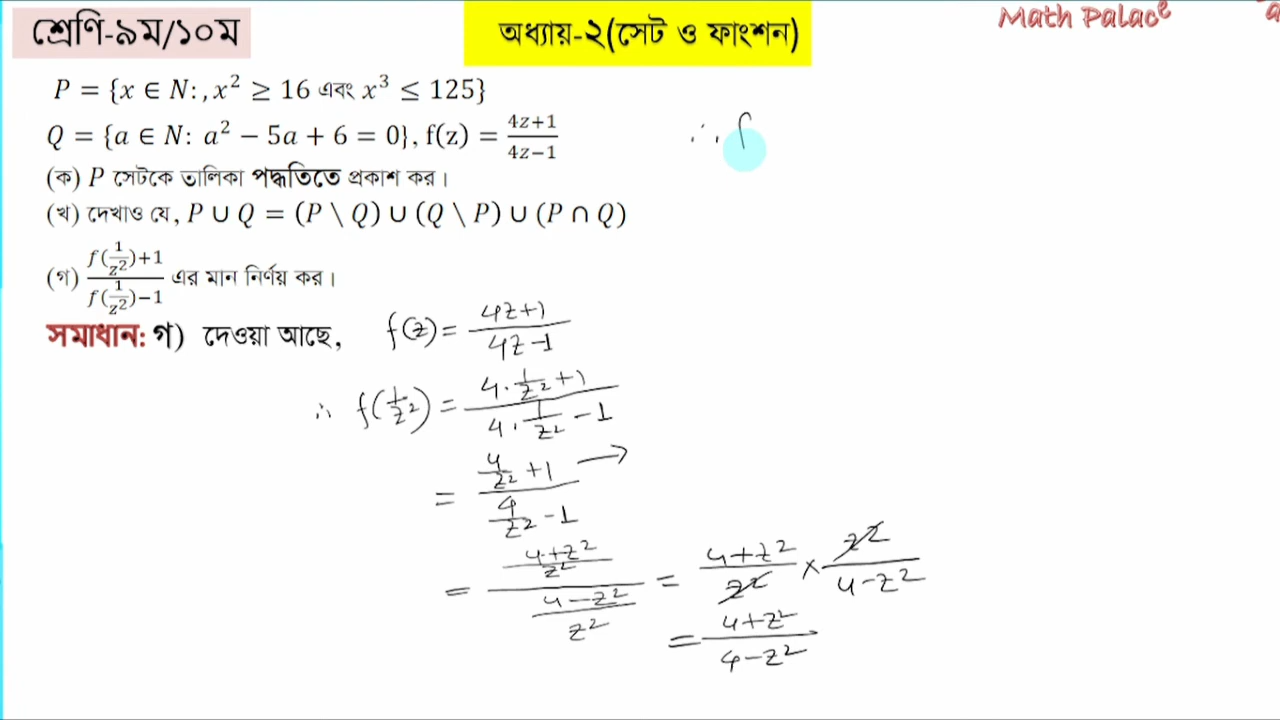 শ্রেণি-৯ম/১০ম
অধ্যায়-২(সেট ও ফাংশন)
Math Palace
P = {x ∈ N:, x² ≥ 16 এবং x³ ≤ 125}
Q = {a ∈ N: a² − 5a + 6 = 0}, f(z) = (4z+1)/(4z−1)
∴ f
(ক) P সেটকে তালিকা পদ্ধতিতে প্রকাশ কর।
(খ) দেখাও যে, P ∪ Q = (P \ Q) ∪ (Q \ P) ∪ (P ∩ Q)
(গ) (f(1/z²)+1)/(f(1/z²)−1) এর মান নির্ণয় কর।
সমাধান: গ) দেওয়া আছে, f(z) = (4z+1)/(4z−1)
∴ f(1/z²) = (4·1/z²+1)/(4·1/z²−1)
= (4/z²+1)/(4/z²−1) →
= ((4+z²)/z²)/((4−z²)/z²) = (4+z²)/z² × z²/(4−z²)
= (4+z²)/(4−z²)